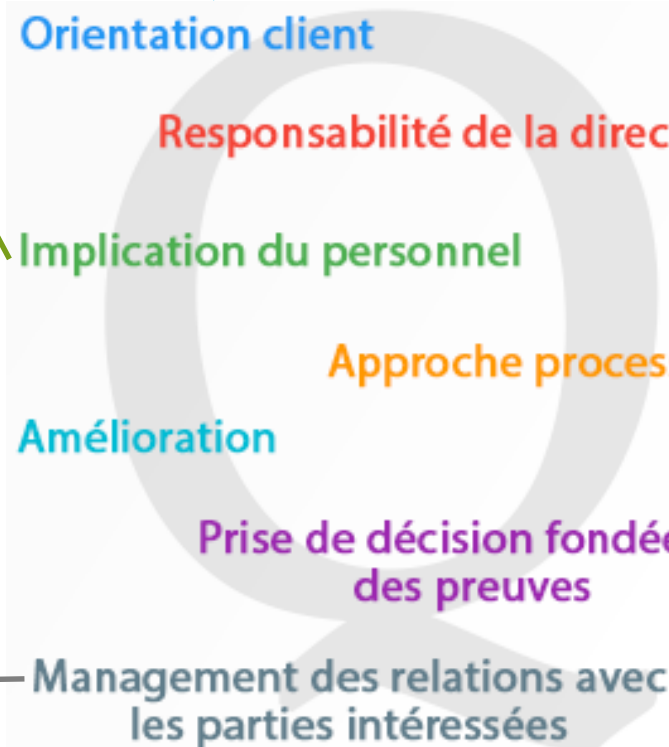 Orientation client
Responsabilité de la direc
Implication du personnel
Approche proces
Amélioration
Prise de décision fondée
des preuves
Management des relations avec
les parties intéressées